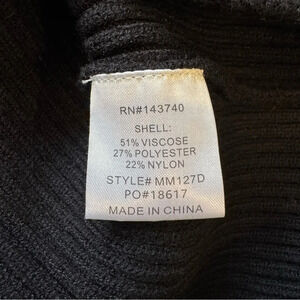 RN#143740
SHELL:
51% VISCOSE
27% POLYESTER
22% NYLON
STYLE# MM127D
PO#18617
MADE IN CHINA